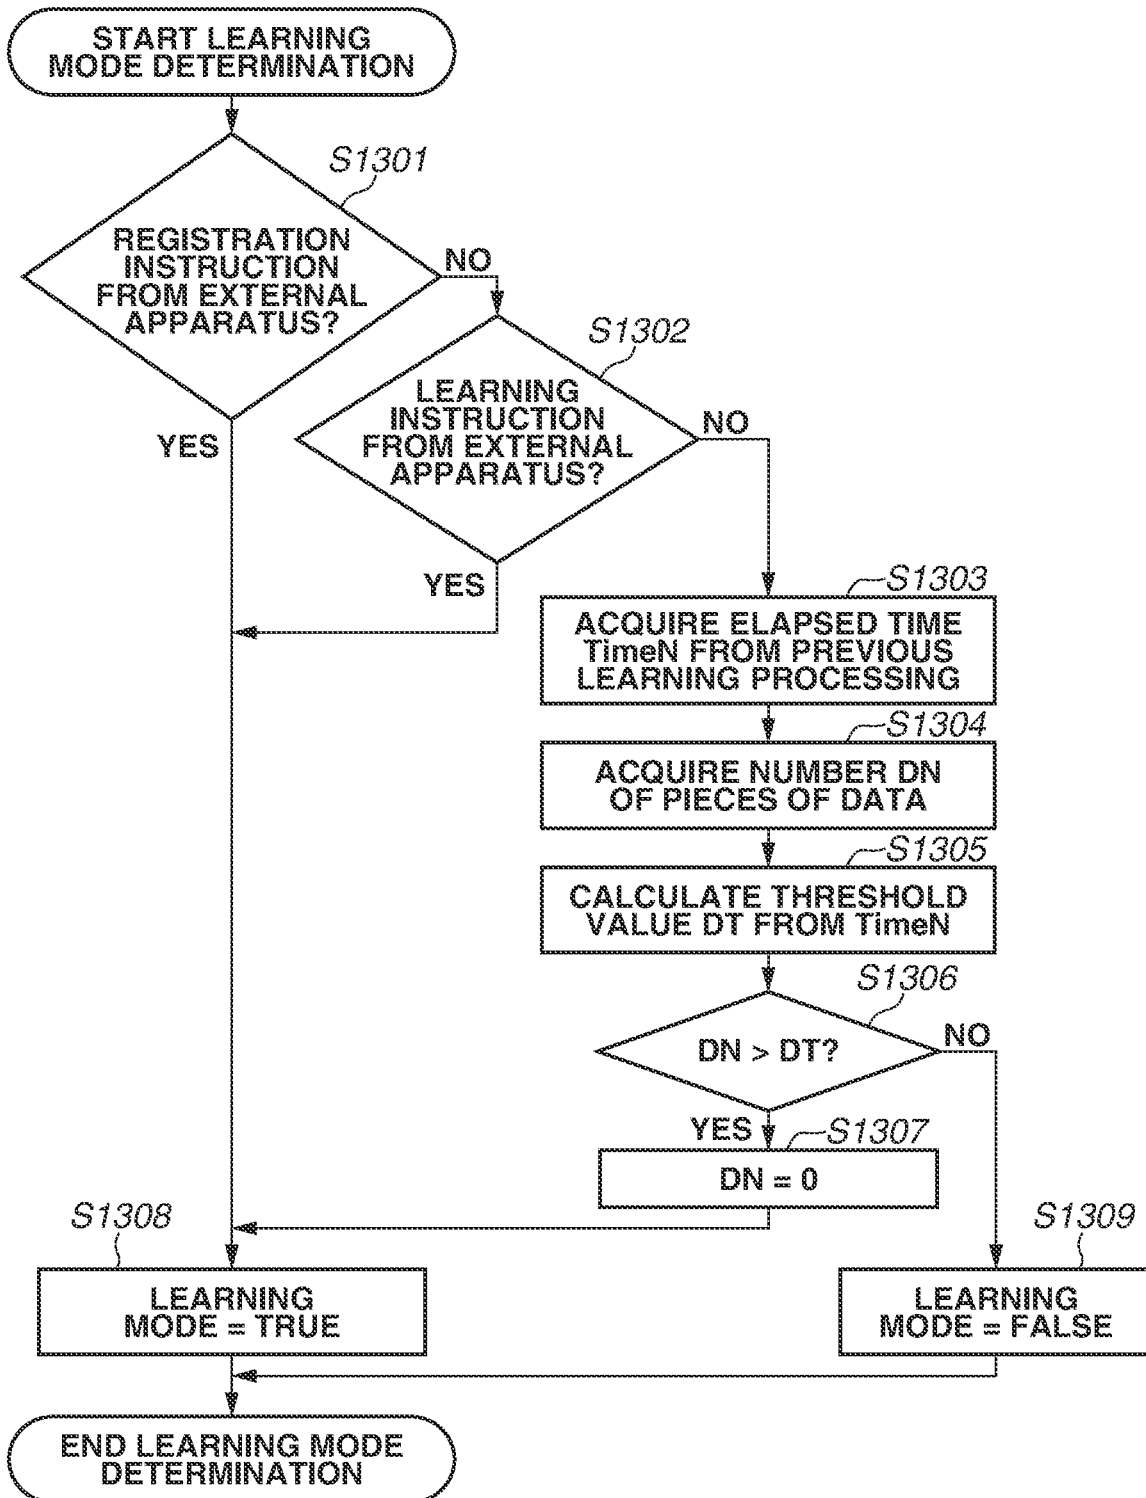 START LEARNING
MODE DETERMINATION
S1301
REGISTRATION
INSTRUCTION
FROM EXTERNAL
APPARATUS?
NO
YES
S1302
LEARNING
INSTRUCTION
FROM EXTERNAL
APPARATUS?
NO
YES
S1303
ACQUIRE ELAPSED TIME
TimeN FROM PREVIOUS
LEARNING PROCESSING
S1304
ACQUIRE NUMBER DN
OF PIECES OF DATA
S1305
CALCULATE THRESHOLD
VALUE DT FROM TimeN
S1306
DN > DT?
NO
YES
S1307
DN = 0
S1308
LEARNING
MODE = TRUE
S1309
LEARNING
MODE = FALSE
END LEARNING MODE
DETERMINATION